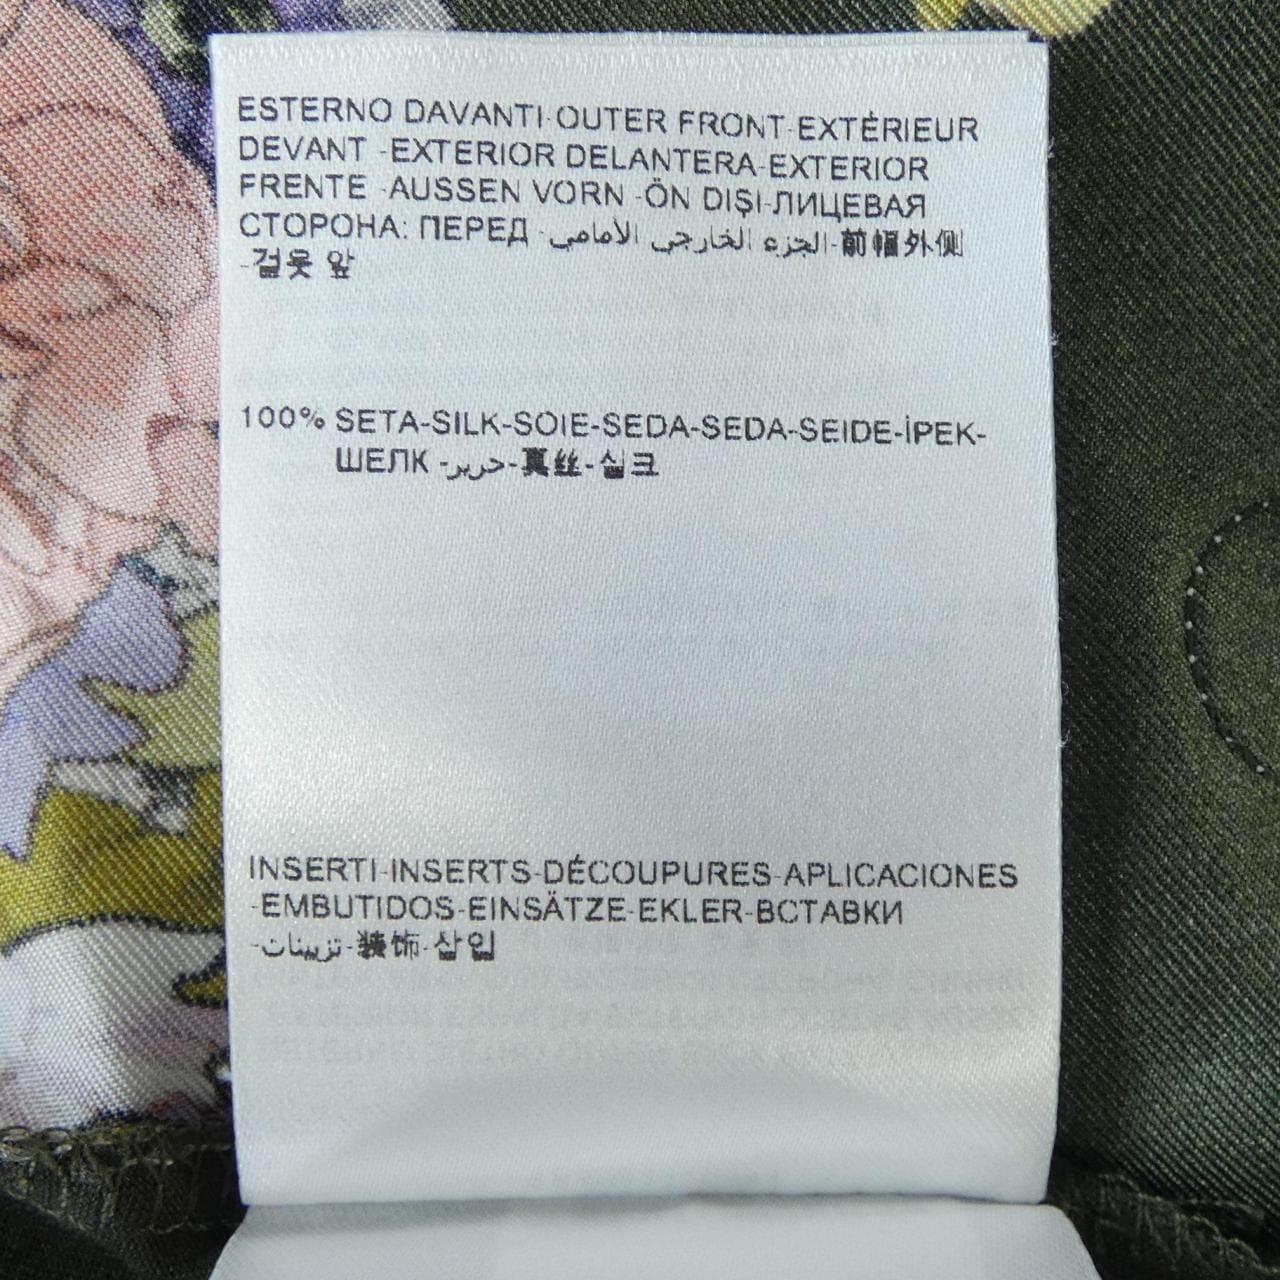 ESTERNO DAVANTI-OUTER FRONT-EXTÉRIEUR
DEVANT -EXTERIOR DELANTERA-EXTERIOR
FRENTE -AUSSEN VORN -ÖN DIŞI-ЛИЦЕВАЯ
СТОРОНА: ПЕРЕД -الجزء الخارجي الأمامي-前幅外侧
-겉옷 앞
100% SETA-SILK-SOIE-SEDA-SEDA-SEIDE-İPEK-
ШЕЛК -حرير-真丝-실크
INSERTI-INSERTS-DÉCOUPURES-APLICACIONES
-EMBUTIDOS-EINSÄTZE-EKLER-ВСТАВКИ
-تزيينات-装饰-삽입